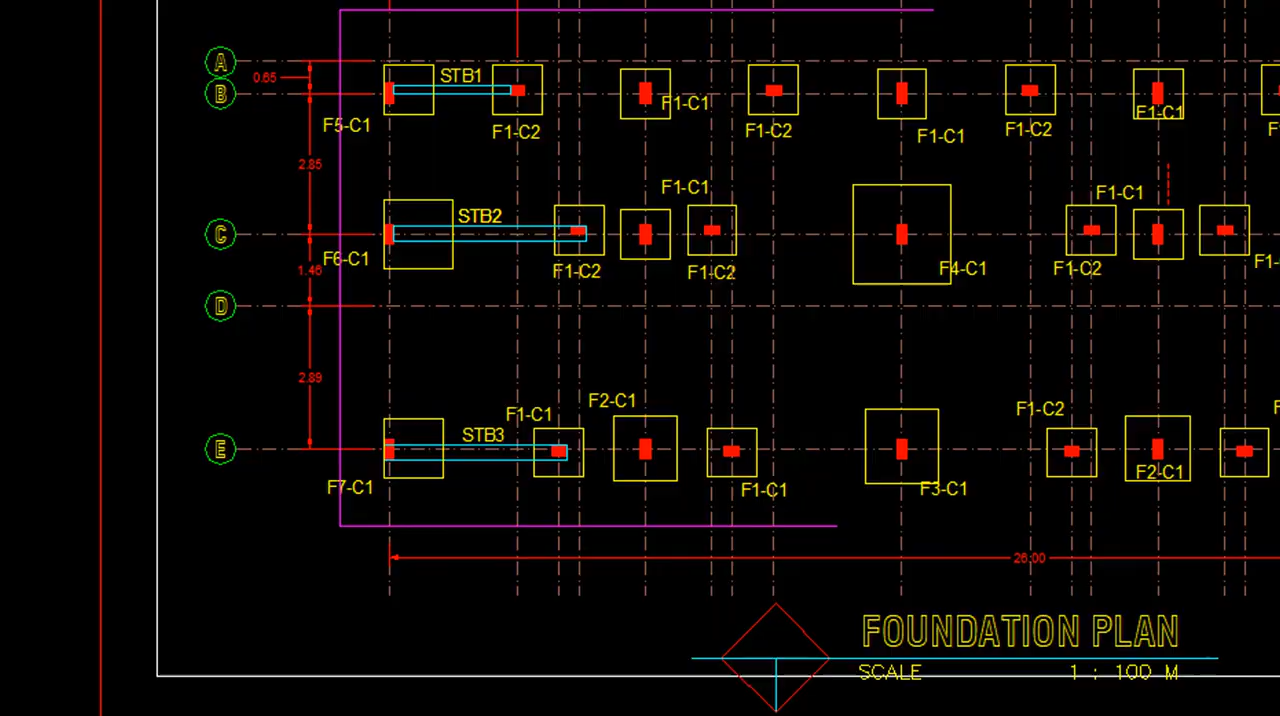 A
0.65
STB1
B
F1-C1
F1-C1
F5-C1
F1-C2
F1-C2
F1-C1
F1-C2
2.85
F1-C1
F1-C1
STB2
C
F6-C1
F1-C2
F1-C2
F4-C1
F1-C2
1.46
D
2.89
F2-C1
F1-C1
F1-C2
STB3
E
F2-C1
F7-C1
F1-C1
F3-C1
26.00
FOUNDATION PLAN
SCALE 1 : 100 M